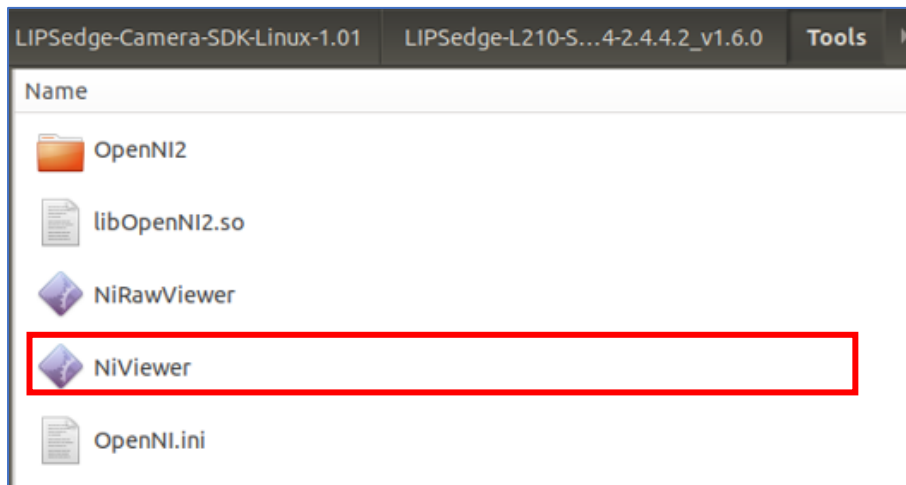 LIPSedge-Camera-SDK-Linux-1.01 LIPSedge-L210-S...4-2.4.4.2_v1.6.0 Tools
Name
OpenNI2
libOpenNI2.so
NiRawViewer
NiViewer
OpenNI.ini